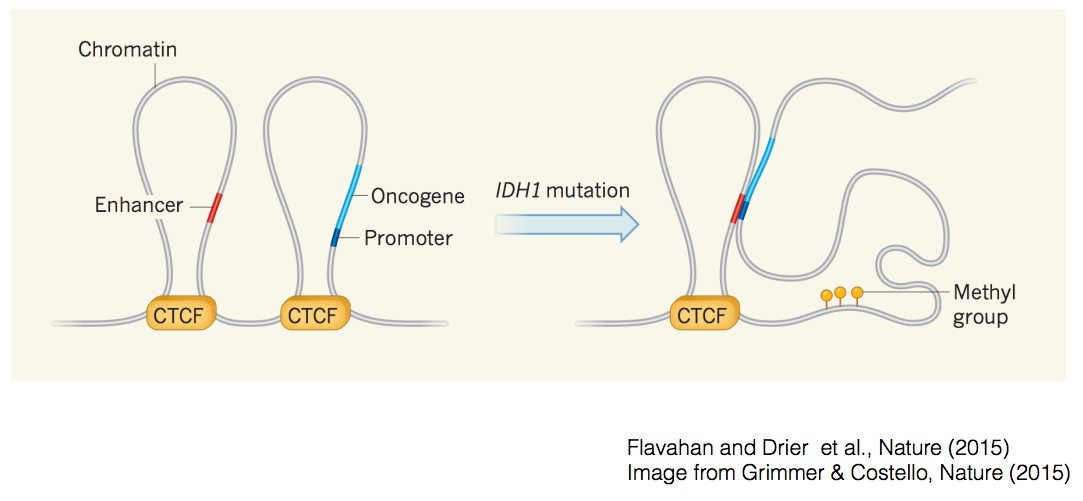 Chromatin
Enhancer
Oncogene
Promoter
CTCF
CTCF
IDH1 mutation
CTCF
Methyl
group
Flavahan and Drier et al., Nature (2015)
Image from Grimmer & Costello, Nature (2015)